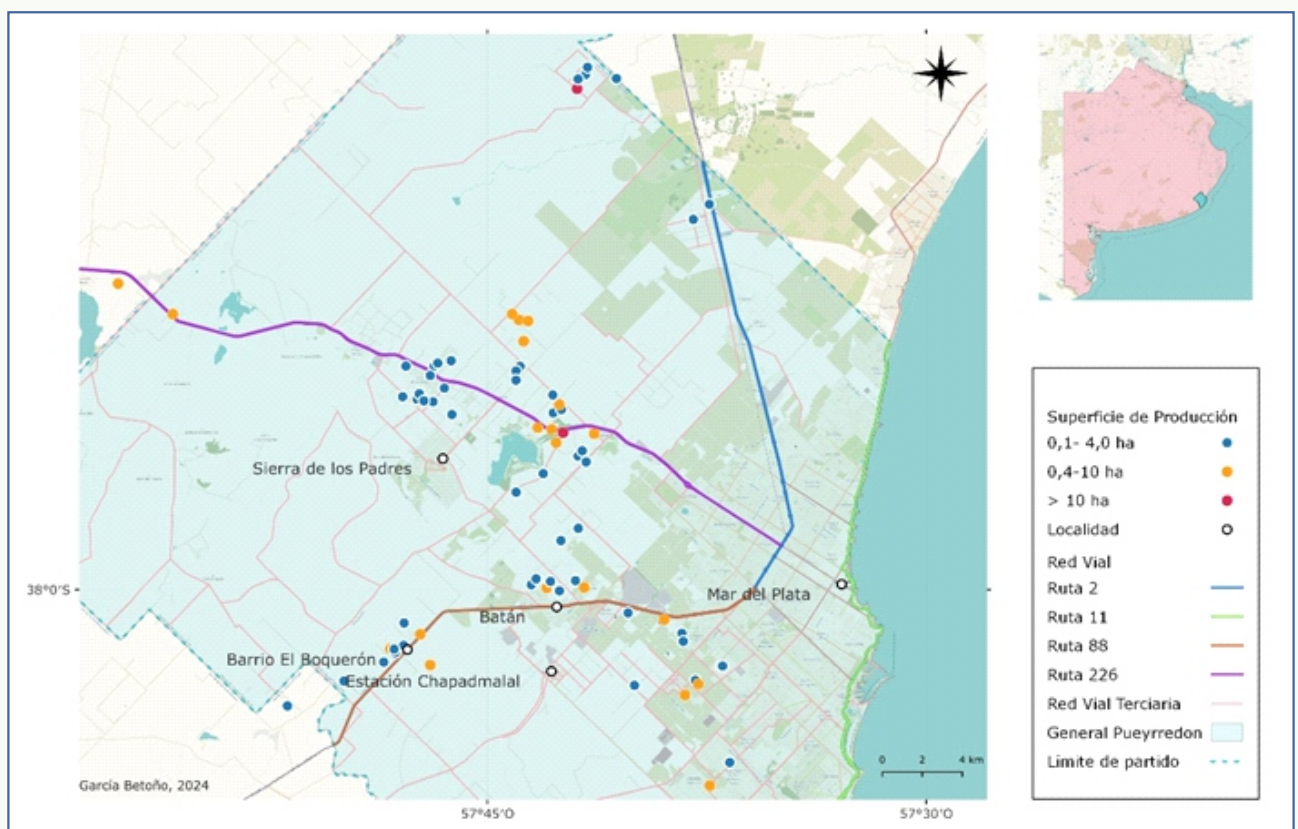 Sierra de los Padres
38°0'S
Mar del Plata
Batán
Barrio El Boquerón
Estación Chapadmalal
García Betoño, 2024
0 2 4 km
57°45'O
57°30'O
Superficie de Producción
0,1- 4,0 ha
0,4-10 ha
> 10 ha
Localidad
Red Vial
Ruta 2
Ruta 11
Ruta 88
Ruta 226
Red Vial Terciaria
General Pueyrredon
Limite de partido